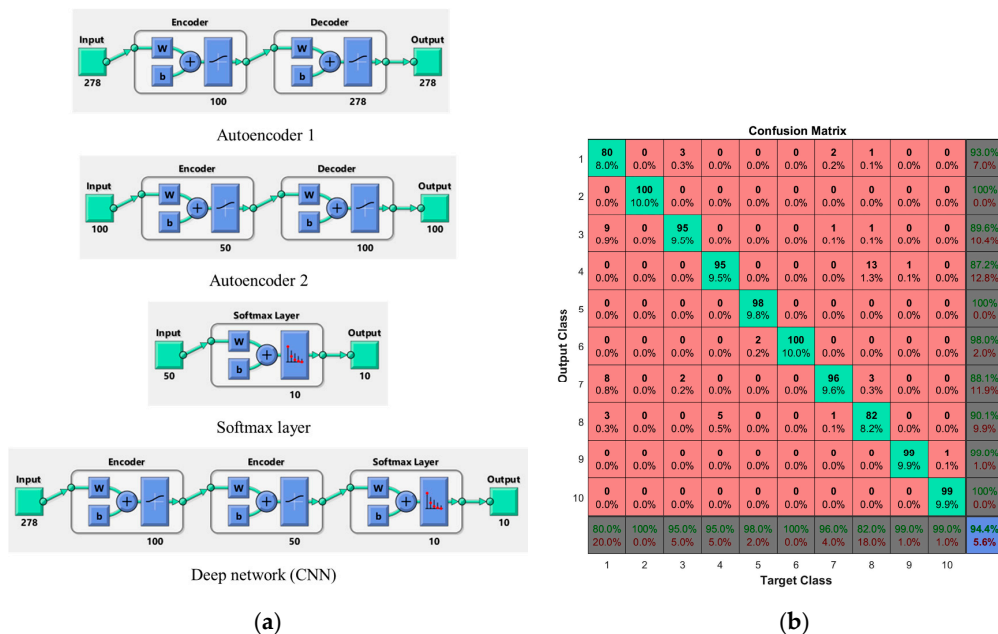 Encoder Decoder
Input Output
W W
b b
278 100 278 278
Autoencoder 1
Encoder Decoder
Input Output
W W
b b
100 50 100 100
Autoencoder 2
Softmax Layer
Input Output
W
b
50 10 10
Softmax layer
Encoder Encoder Softmax Layer
Input Output
W W W
b b b
278 100 50 10 10
Deep network (CNN)
(a)
Confusion Matrix
1 80 0 3 0 0 0 2 1 0 0 93.0%
8.0% 0.0% 0.3% 0.0% 0.0% 0.0% 0.2% 0.1% 0.0% 0.0% 7.0%
2 0 100 0 0 0 0 0 0 0 0 100%
0.0% 10.0% 0.0% 0.0% 0.0% 0.0% 0.0% 0.0% 0.0% 0.0% 0.0%
3 9 0 95 0 0 0 1 1 0 0 89.6%
0.9% 0.0% 9.5% 0.0% 0.0% 0.0% 0.1% 0.1% 0.0% 0.0% 10.4%
4 0 0 0 95 0 0 0 13 1 0 87.2%
0.0% 0.0% 0.0% 9.5% 0.0% 0.0% 0.0% 1.3% 0.1% 0.0% 12.8%
5 0 0 0 0 98 0 0 0 0 0 100%
0.0% 0.0% 0.0% 0.0% 9.8% 0.0% 0.0% 0.0% 0.0% 0.0% 0.0%
6 0 0 0 0 2 100 0 0 0 0 98.0%
0.0% 0.0% 0.0% 0.0% 0.2% 10.0% 0.0% 0.0% 0.0% 0.0% 2.0%
7 8 0 2 0 0 0 96 3 0 0 88.1%
0.8% 0.0% 0.2% 0.0% 0.0% 0.0% 9.6% 0.3% 0.0% 0.0% 11.9%
8 3 0 0 5 0 0 1 82 0 0 90.1%
0.3% 0.0% 0.0% 0.5% 0.0% 0.0% 0.1% 8.2% 0.0% 0.0% 9.9%
9 0 0 0 0 0 0 0 0 99 1 99.0%
0.0% 0.0% 0.0% 0.0% 0.0% 0.0% 0.0% 0.0% 9.9% 0.1% 1.0%
10 0 0 0 0 0 0 0 0 0 99 100%
0.0% 0.0% 0.0% 0.0% 0.0% 0.0% 0.0% 0.0% 0.0% 9.9% 0.0%
80.0% 100% 95.0% 95.0% 98.0% 100% 96.0% 82.0% 99.0% 99.0% 94.4%
20.0% 0.0% 5.0% 5.0% 2.0% 0.0% 4.0% 18.0% 1.0% 1.0% 5.6%
1 2 3 4 5 6 7 8 9 10
Output Class
Target Class
(b)